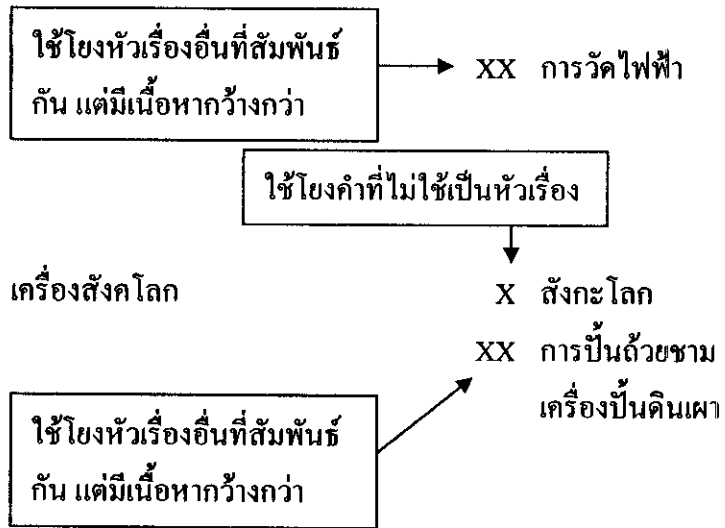 ใช้โยงหัวเรื่องอื่นที่สัมพันธ์
กัน แต่มีเนื้อหากว้างกว่า
XX การวัดไฟฟ้า
ใช้โยงคำที่ไม่ใช้เป็นหัวเรื่อง
เครื่องสังคโลก X สังกะโลก
XX การปั้นถ้วยชาม
เครื่องปั้นดินเผา
ใช้โยงหัวเรื่องอื่นที่สัมพันธ์
กัน แต่มีเนื้อหากว้างกว่า